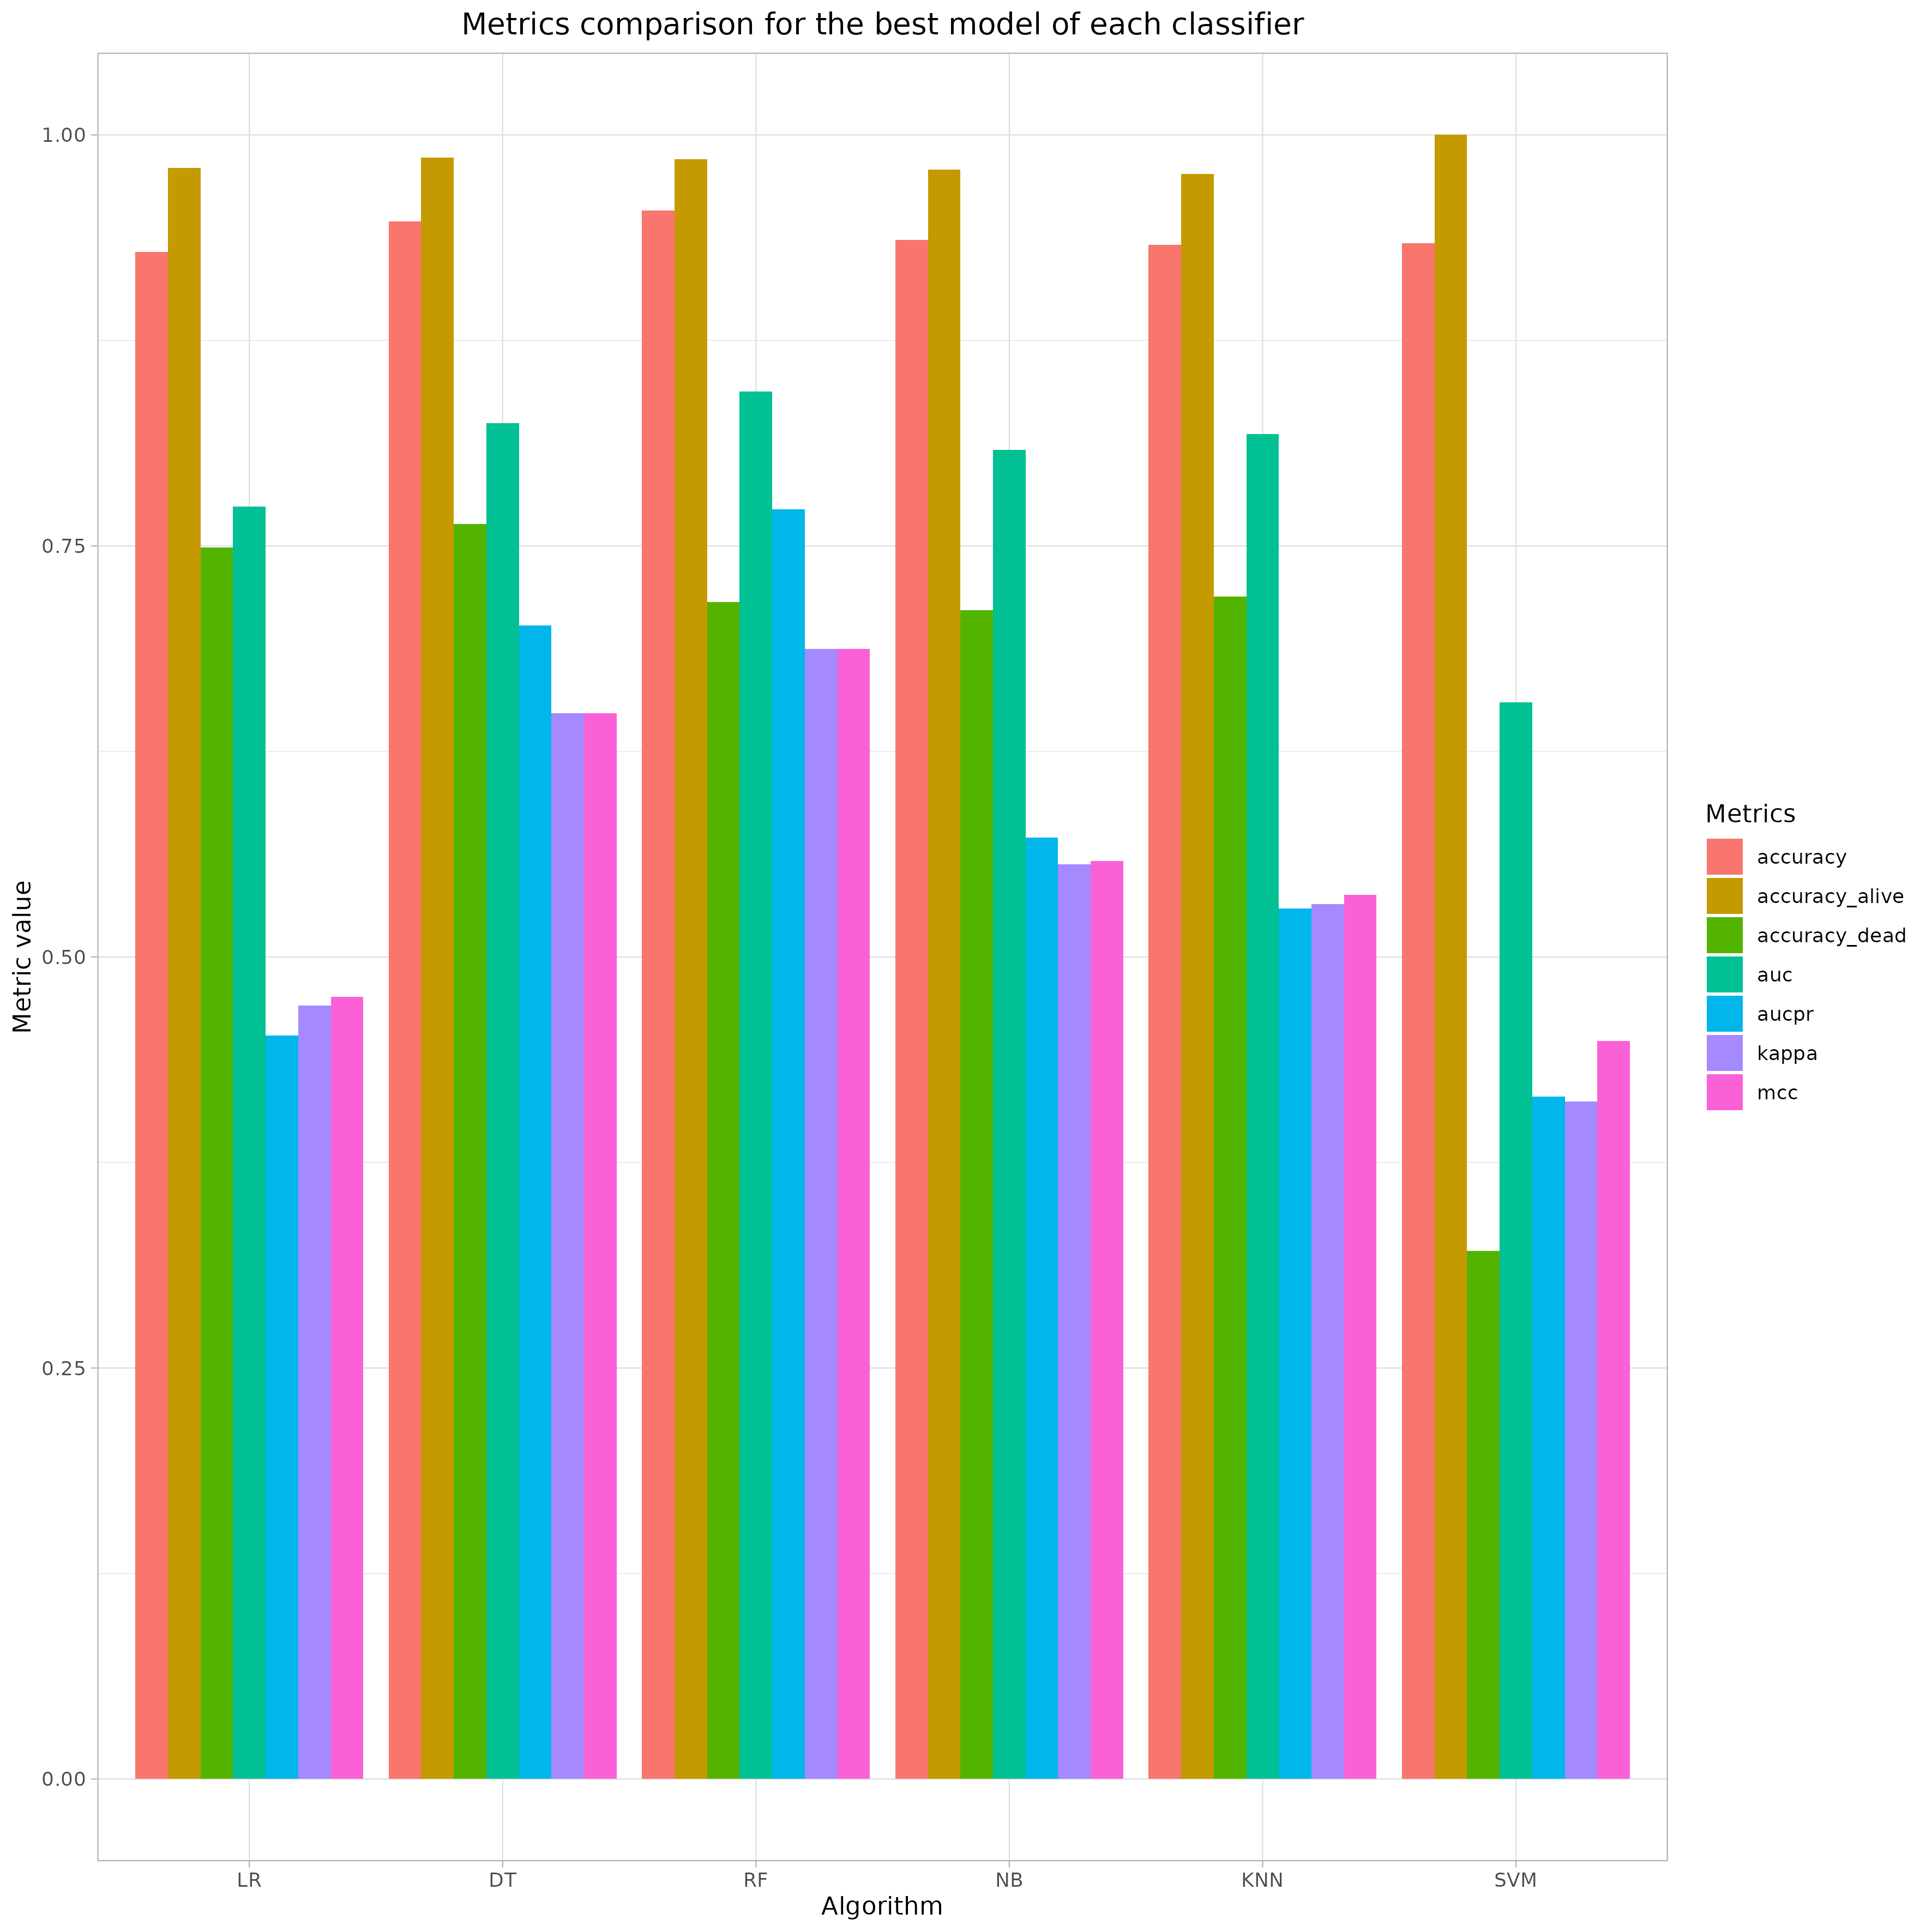 Metrics comparison for the best model of each classifier
1.00
0.75
0.50
0.25
0.00
Metric value
LR DT RF NB KNN SVM
Algorithm
Metrics
accuracy
accuracy_alive
accuracy_dead
auc
aucpr
kappa
mcc